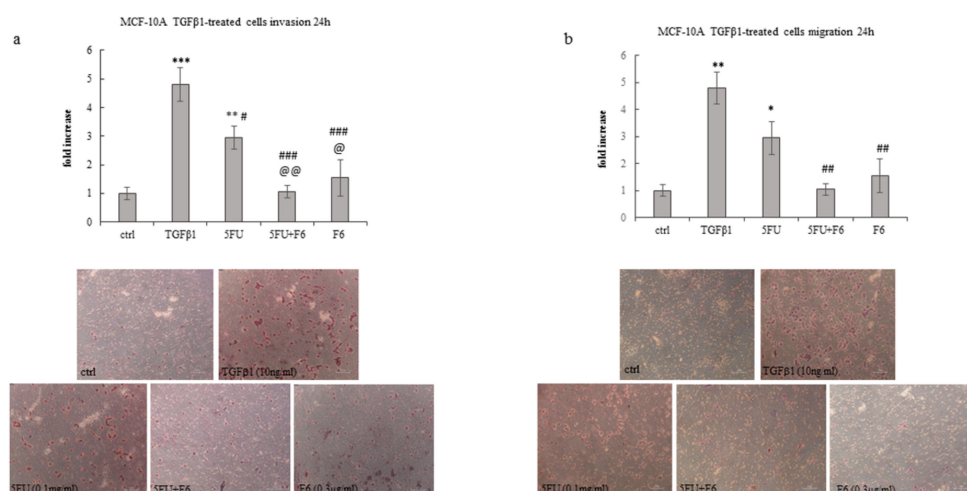 MCF-10A TGFβ1-treated cells invasion 24h
a
6
5
4
3
2
1
0
fold increase
***
** #
###
@@
###
@
ctrl TGFβ1 5FU 5FU+F6 F6
ctrl
TGFβ1 (10ng/ml)
5FU (0.1mg/ml)
5FU+F6
F6 (0.3µg/ml)
MCF-10A TGFβ1-treated cells migration 24h
b
6
5
4
3
2
1
0
fold increase
**
*
##
##
ctrl TGFβ1 5FU 5FU+F6 F6
ctrl
TGFβ1 (10ng/ml)
5FU (0.1mg/ml)
5FU+F6
F6 (0.3µg/ml)